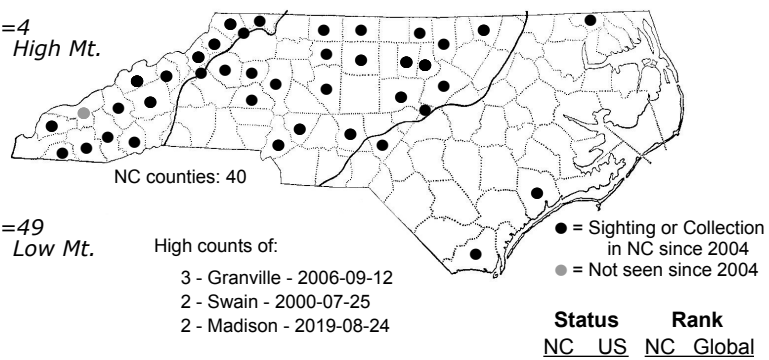 =4
High Mt.
NC counties: 40
=49
Low Mt.
High counts of:
3 - Granville - 2006-09-12
2 - Swain - 2000-07-25
2 - Madison - 2019-08-24
● = Sighting or Collection
in NC since 2004
● = Not seen since 2004
Status Rank
NC US NC Global